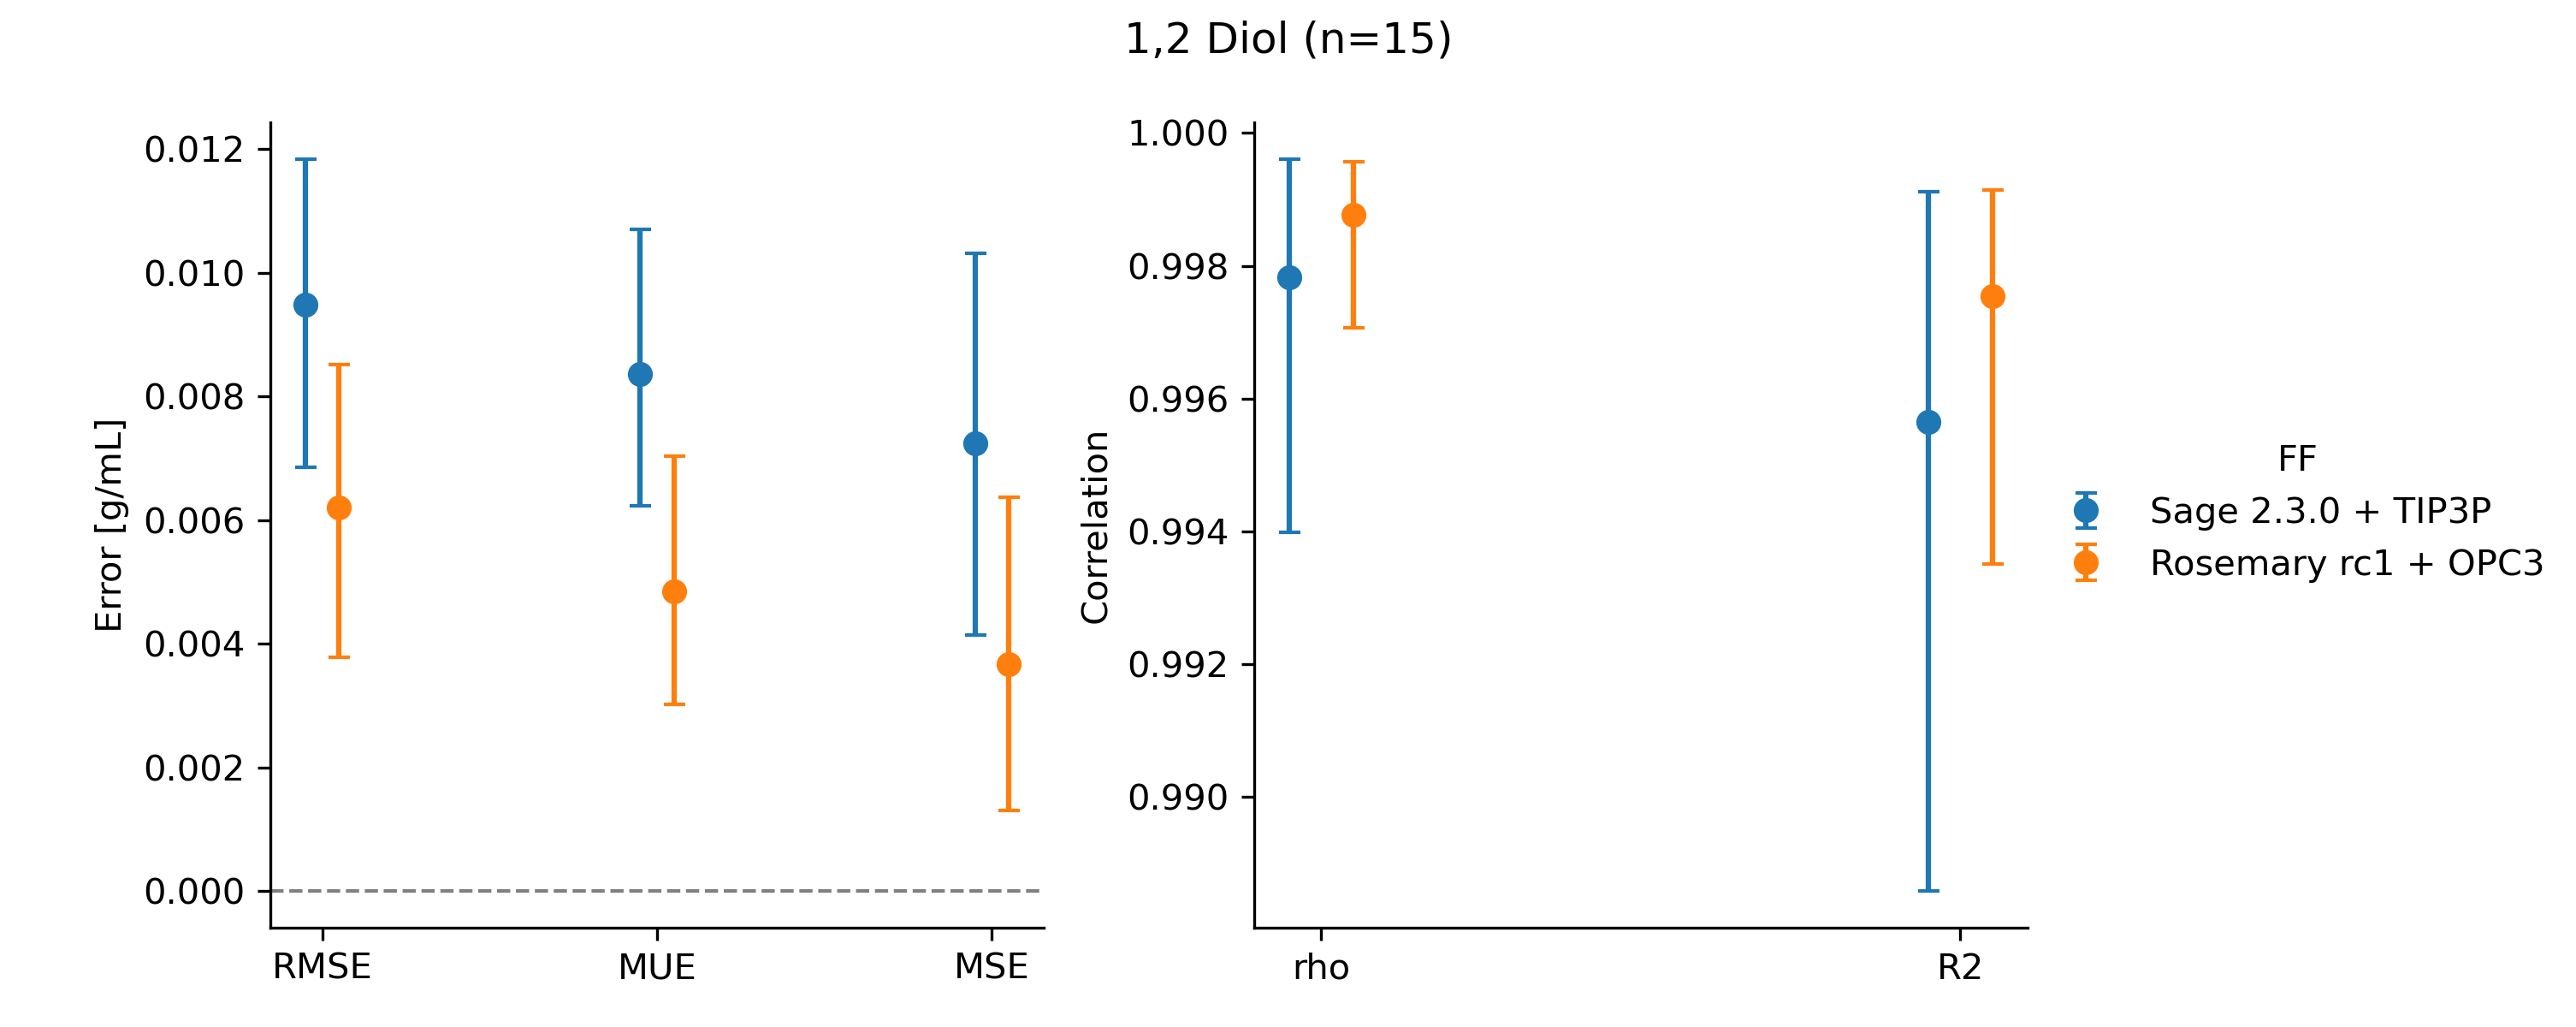 1,2 Diol (n=15)
Error [g/mL]
0.012
0.010
0.008
0.006
0.004
0.002
0.000
RMSE
MUE
MSE
Correlation
1.000
0.998
0.996
0.994
0.992
0.990
rho
R2
FF
Sage 2.3.0 + TIP3P
Rosemary rc1 + OPC3